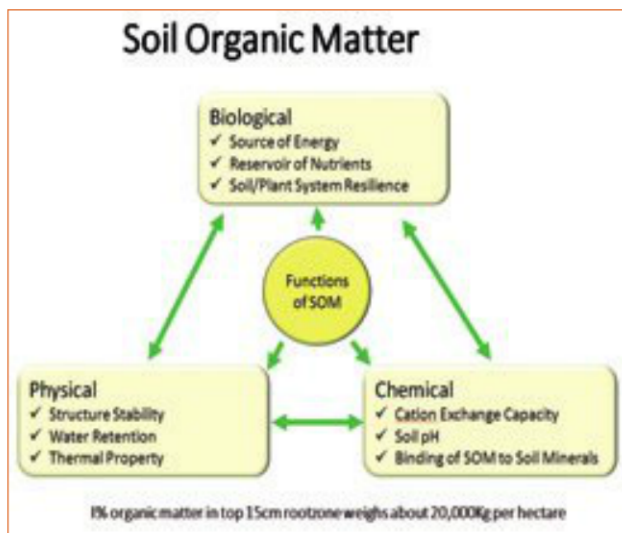 Soil Organic Matter
Biological
✓ Source of Energy
✓ Reservoir of Nutrients
✓ Soil/Plant System Resilience
Functions
of SOM
Physical
✓ Structure Stability
✓ Water Retention
✓ Thermal Property
Chemical
✓ Cation Exchange Capacity
✓ Soil pH
✓ Binding of SOM to Soil Minerals
1% organic matter in top 15cm rootzone weighs about 20,000Kg per hectare